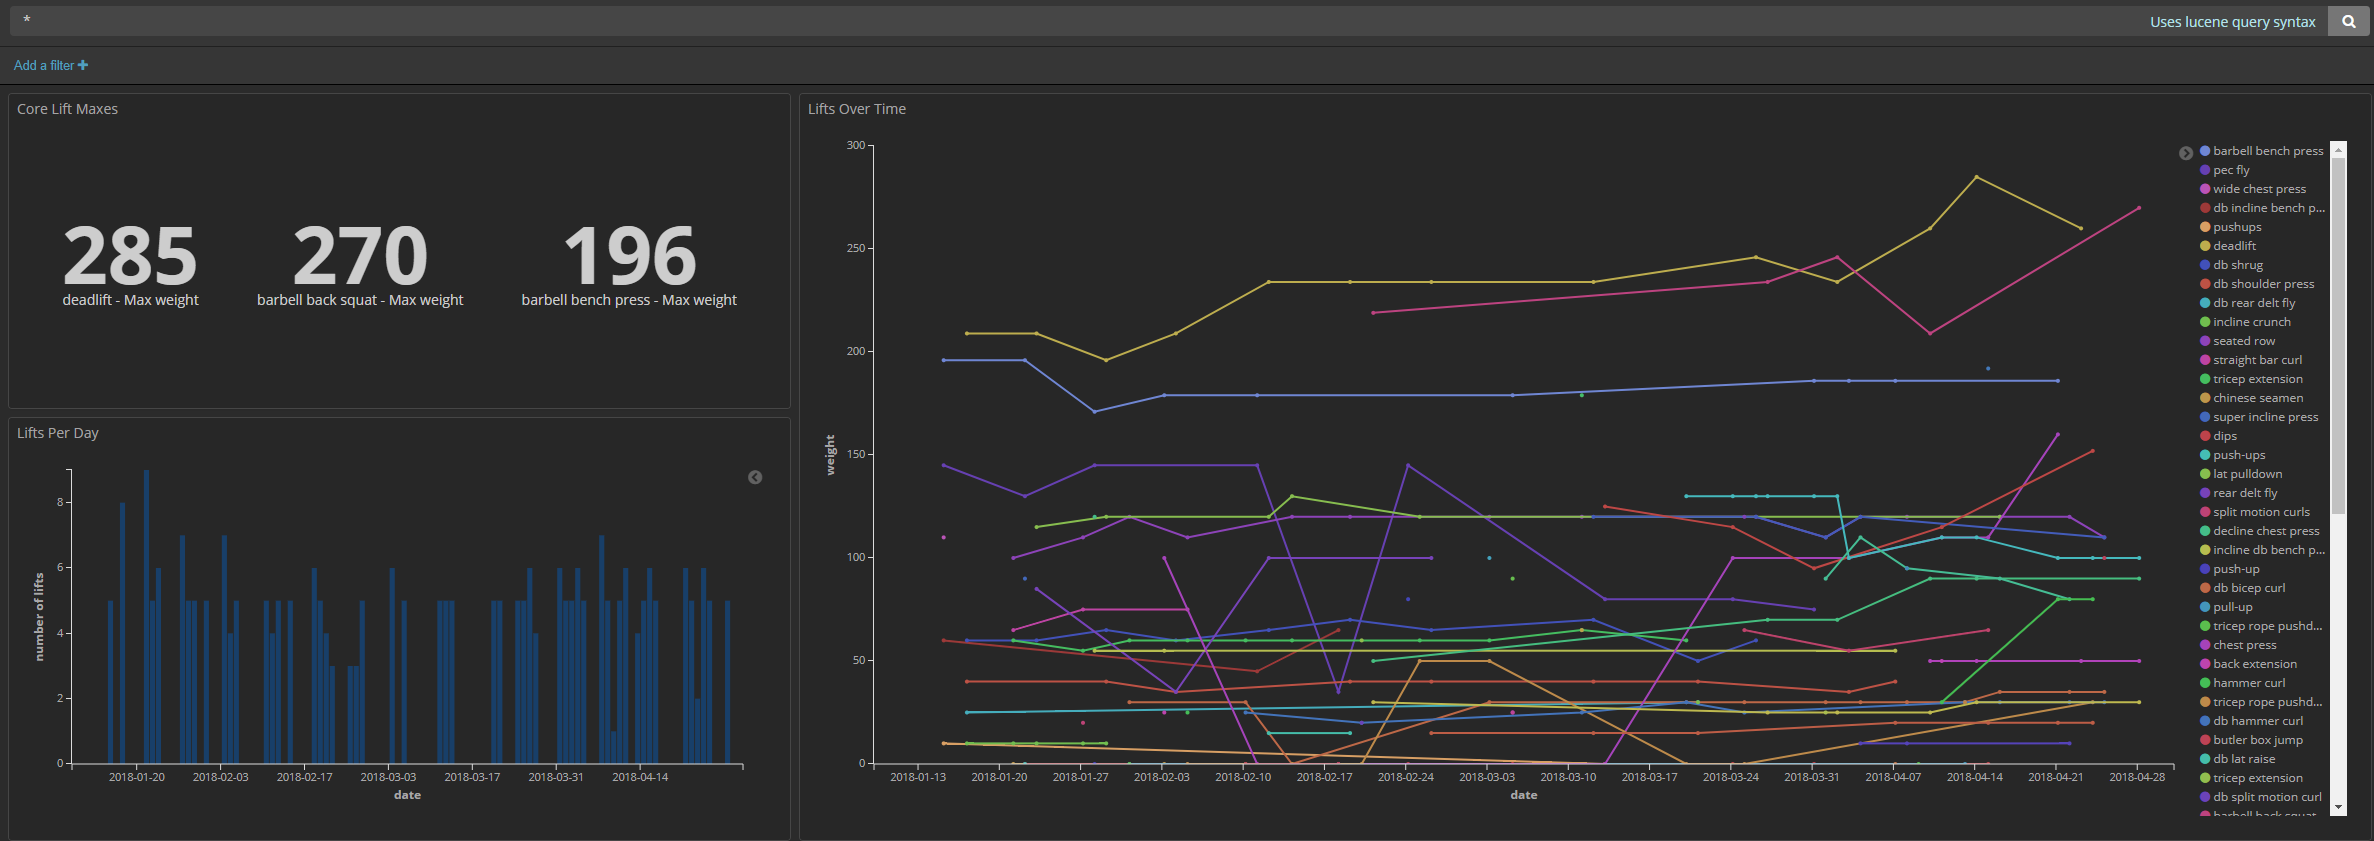 *
Uses lucene query syntax
Add a filter +
Core Lift Maxes
285
deadlift - Max weight
270
barbell back squat - Max weight
196
barbell bench press - Max weight
Lifts Per Day
number of lifts
8
6
4
2
0
2018-01-20 2018-02-03 2018-02-17 2018-03-03 2018-03-17 2018-03-31 2018-04-14
date
Lifts Over Time
weight
300
250
200
150
100
50
0
2018-01-13 2018-01-20 2018-01-27 2018-02-03 2018-02-10 2018-02-17 2018-02-24 2018-03-03 2018-03-10 2018-03-17 2018-03-24 2018-03-31 2018-04-07 2018-04-14 2018-04-21 2018-04-28
date
barbell bench press
pec fly
wide chest press
db incline bench p...
pushups
deadlift
db shrug
db shoulder press
db rear delt fly
incline crunch
seated row
straight bar curl
tricep extension
chinese seamen
super incline press
dips
push-ups
lat pulldown
rear delt fly
split motion curls
decline chest press
incline db bench p...
push-up
db bicep curl
pull-up
tricep rope pushd...
chest press
back extension
hammer curl
tricep rope pushd...
db hammer curl
butler box jump
db lat raise
tricep extension
db split motion curl
barbell back squat